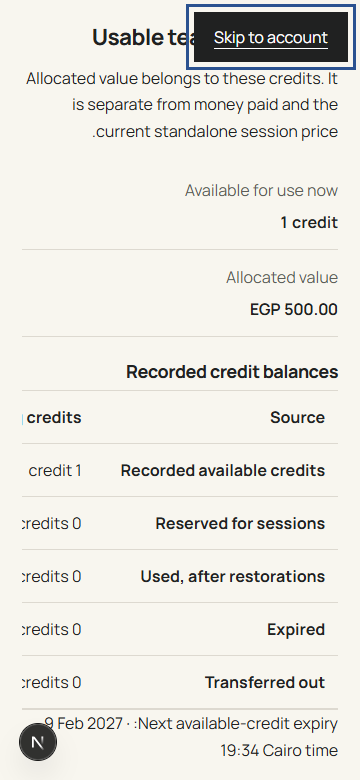 Skip to account
Usable
Allocated value belongs to these credits. It
is separate from money paid and the
.current standalone session price
Available for use now
1 credit
Allocated value
EGP 500.00
Recorded credit balances
Source credits
Recorded available credits credit 1
Reserved for sessions credits 0
Used, after restorations credits 0
Expired credits 0
Transferred out credits 0
9 Feb 2027 · :Next available-credit expiry
19:34 Cairo time
N